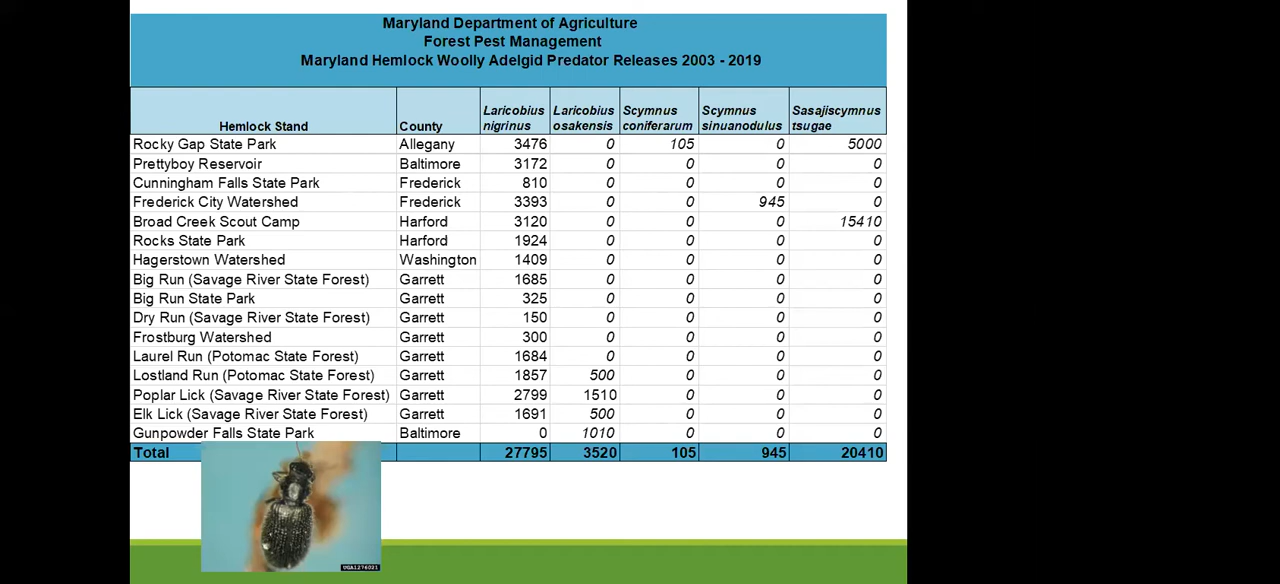 Maryland Department of Agriculture
Forest Pest Management
Maryland Hemlock Woolly Adelgid Predator Releases 2003 - 2019
Hemlock Stand County Laricobius nigrinus Laricobius osakensis Scymnus coniferarum Scymnus sinuanodulus Sasajiscymnus tsugae
Rocky Gap State Park Allegany 3476 0 105 0 5000
Prettyboy Reservoir Baltimore 3172 0 0 0 0
Cunningham Falls State Park Frederick 810 0 0 0 0
Frederick City Watershed Frederick 3393 0 0 945 0
Broad Creek Scout Camp Harford 3120 0 0 0 15410
Rocks State Park Harford 1924 0 0 0 0
Hagerstown Watershed Washington 1409 0 0 0 0
Big Run (Savage River State Forest) Garrett 1685 0 0 0 0
Big Run State Park Garrett 325 0 0 0 0
Dry Run (Savage River State Forest) Garrett 150 0 0 0 0
Frostburg Watershed Garrett 300 0 0 0 0
Laurel Run (Potomac State Forest) Garrett 1684 0 0 0 0
Lostland Run (Potomac State Forest) Garrett 1857 500 0 0 0
Poplar Lick (Savage River State Forest) Garrett 2799 1510 0 0 0
Elk Lick (Savage River State Forest) Garrett 1691 500 0 0 0
Gunpowder Falls State Park Baltimore 0 1010 0 0 0
Total 27795 3520 105 945 20410
UGA1276021